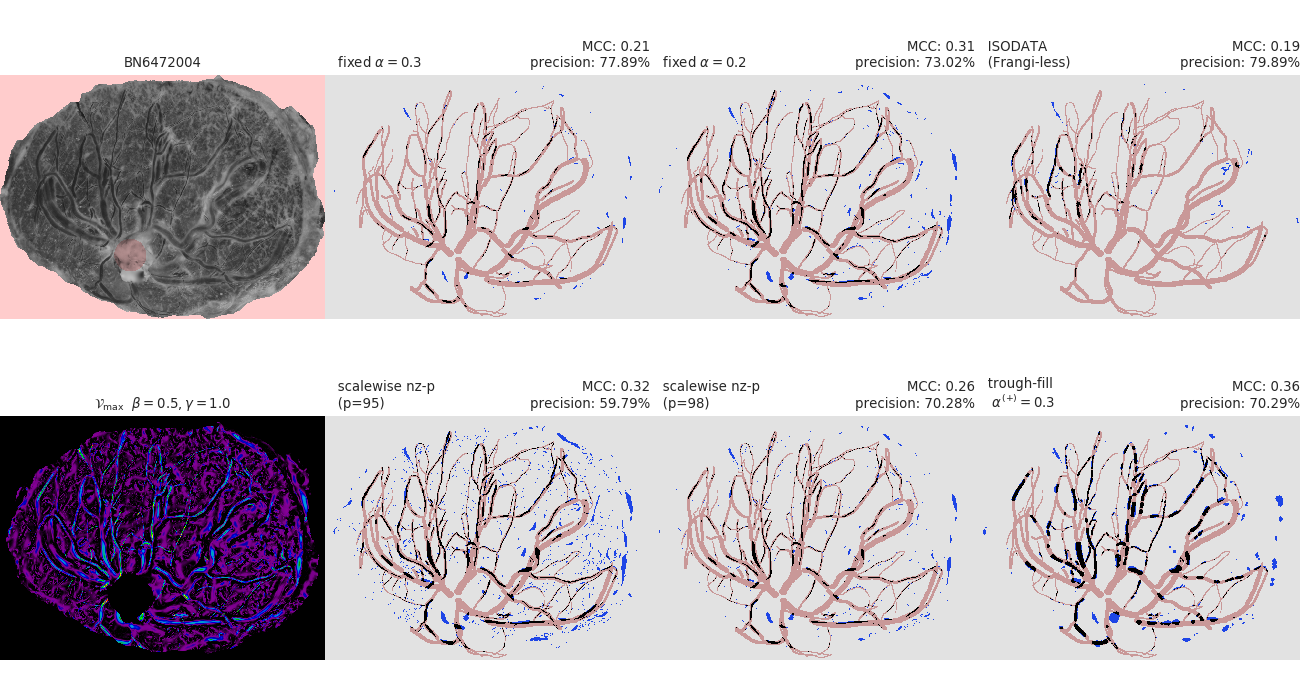 BN6472004
fixed α = 0.3
MCC: 0.21
precision: 77.89%
fixed α = 0.2
MCC: 0.31
precision: 73.02%
ISODATA
(Frangi-less)
MCC: 0.19
precision: 79.89%
𝒱max β = 0.5, γ = 1.0
scalewise nz-p
(p=95)
MCC: 0.32
precision: 59.79%
scalewise nz-p
(p=98)
MCC: 0.26
precision: 70.28%
trough-fill
α(+) = 0.3
MCC: 0.36
precision: 70.29%